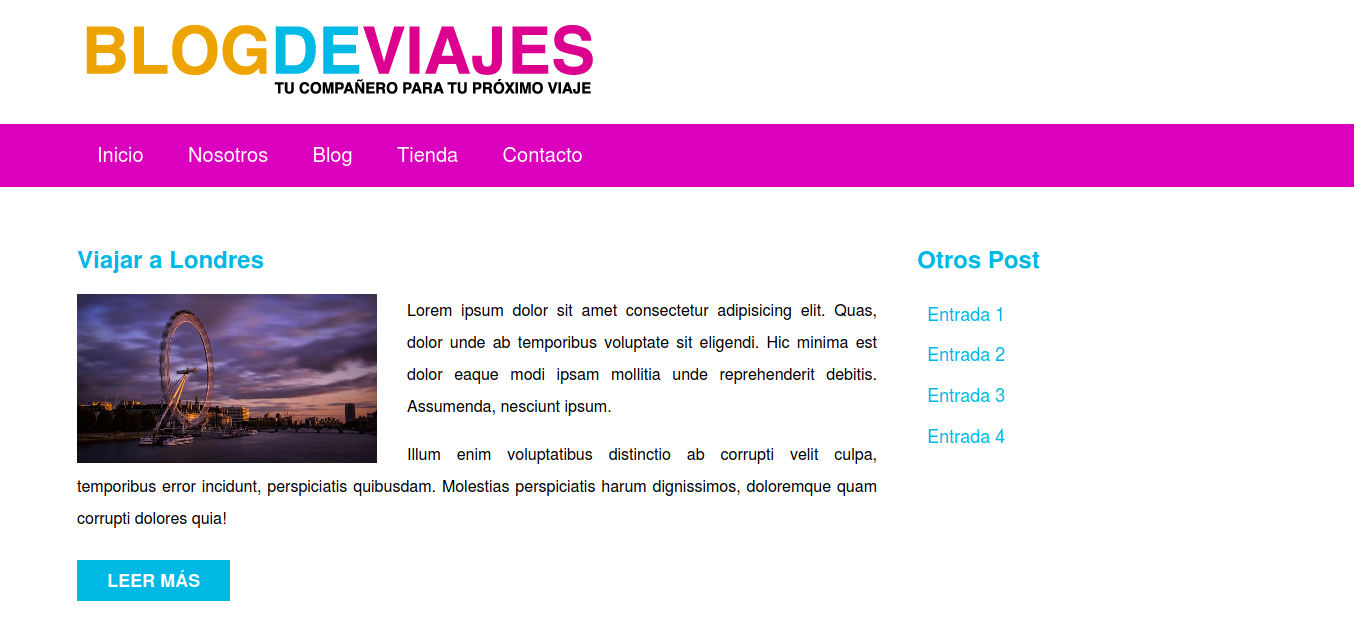 BLOGDEVIAJES
TU COMPAÑERO PARA TU PRÓXIMO VIAJE
Inicio Nosotros Blog Tienda Contacto
Viajar a Londres
Lorem ipsum dolor sit amet consectetur adipisicing elit. Quas,
dolor unde ab temporibus voluptate sit eligendi. Hic minima est
dolor eaque modi ipsam mollitia unde reprehenderit debitis.
Assumenda, nesciunt ipsum.
Illum enim voluptatibus distinctio ab corrupti velit culpa,
temporibus error incidunt, perspiciatis quibusdam. Molestias perspiciatis harum dignissimos, doloremque quam
corrupti dolores quia!
LEER MÁS
Otros Post
Entrada 1
Entrada 2
Entrada 3
Entrada 4